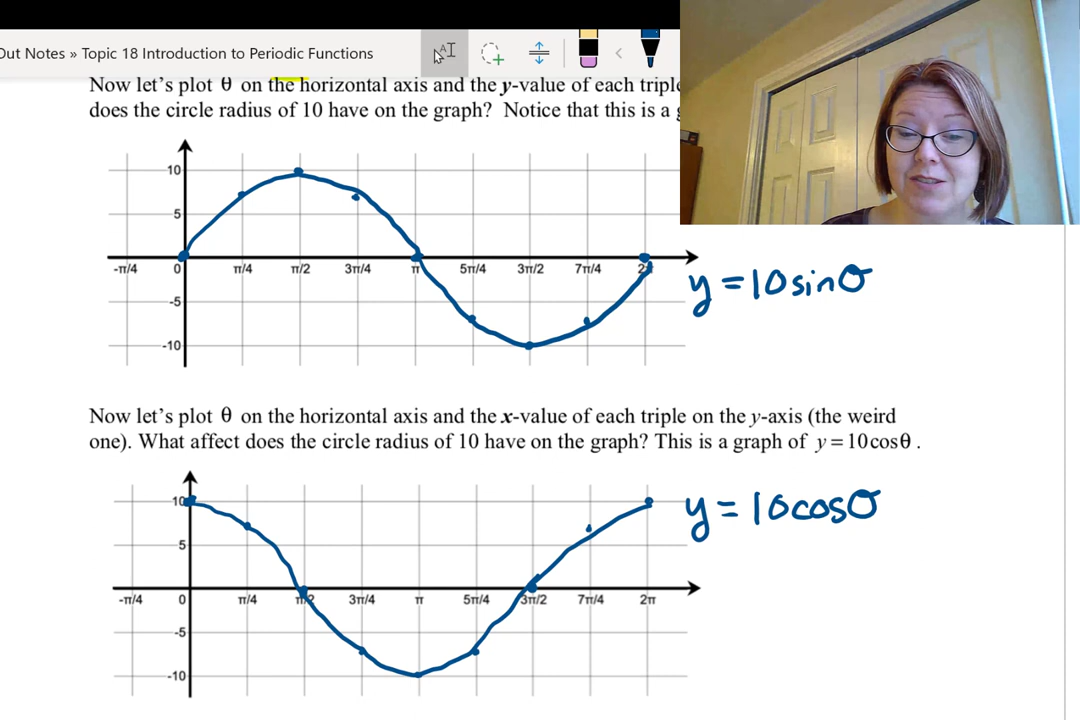 Out Notes » Topic 18 Introduction to Periodic Functions
Now let's plot θ on the horizontal axis and the y-value of each triple
does the circle radius of 10 have on the graph? Notice that this is a
10
5
-π/4 0 π/4 π/2 3π/4 π 5π/4 3π/2 7π/4 2π
-5
-10
y = 10 sinθ
Now let's plot θ on the horizontal axis and the x-value of each triple on the y-axis (the weird
one). What affect does the circle radius of 10 have on the graph? This is a graph of y = 10cosθ .
10
y = 10cosθ
5
-π/4 0 π/4 π/2 3π/4 π 5π/4 3π/2 7π/4 2π
-5
-10